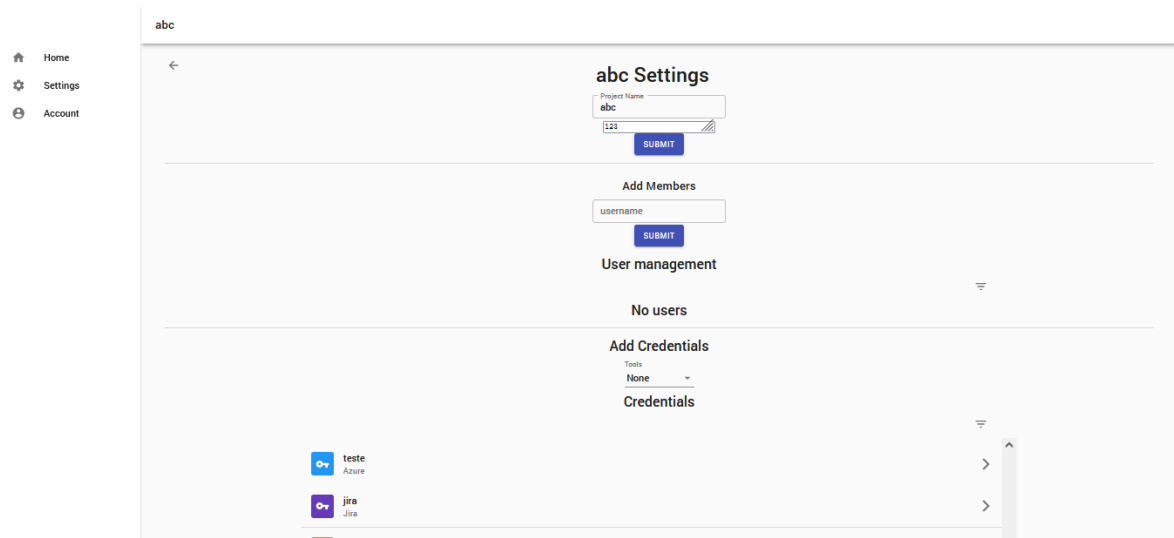 abc
Home
Settings
Account
abc Settings
Project Name
abc
123
SUBMIT
Add Members
username
SUBMIT
User management
No users
Add Credentials
Tools
None
Credentials
teste
Azure
jira
Jira